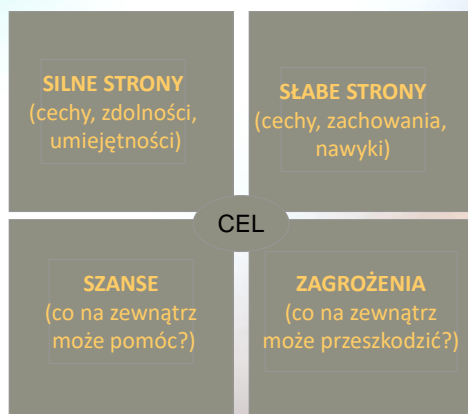 SILNE STRONY
(cechy, zdolności,
umiejętności)
SŁABE STRONY
(cechy, zachowania,
nawyki)
CEL
SZANSE
(co na zewnątrz
może pomóc?)
ZAGROŻENIA
(co na zewnątrz
może przeszkodzić?)